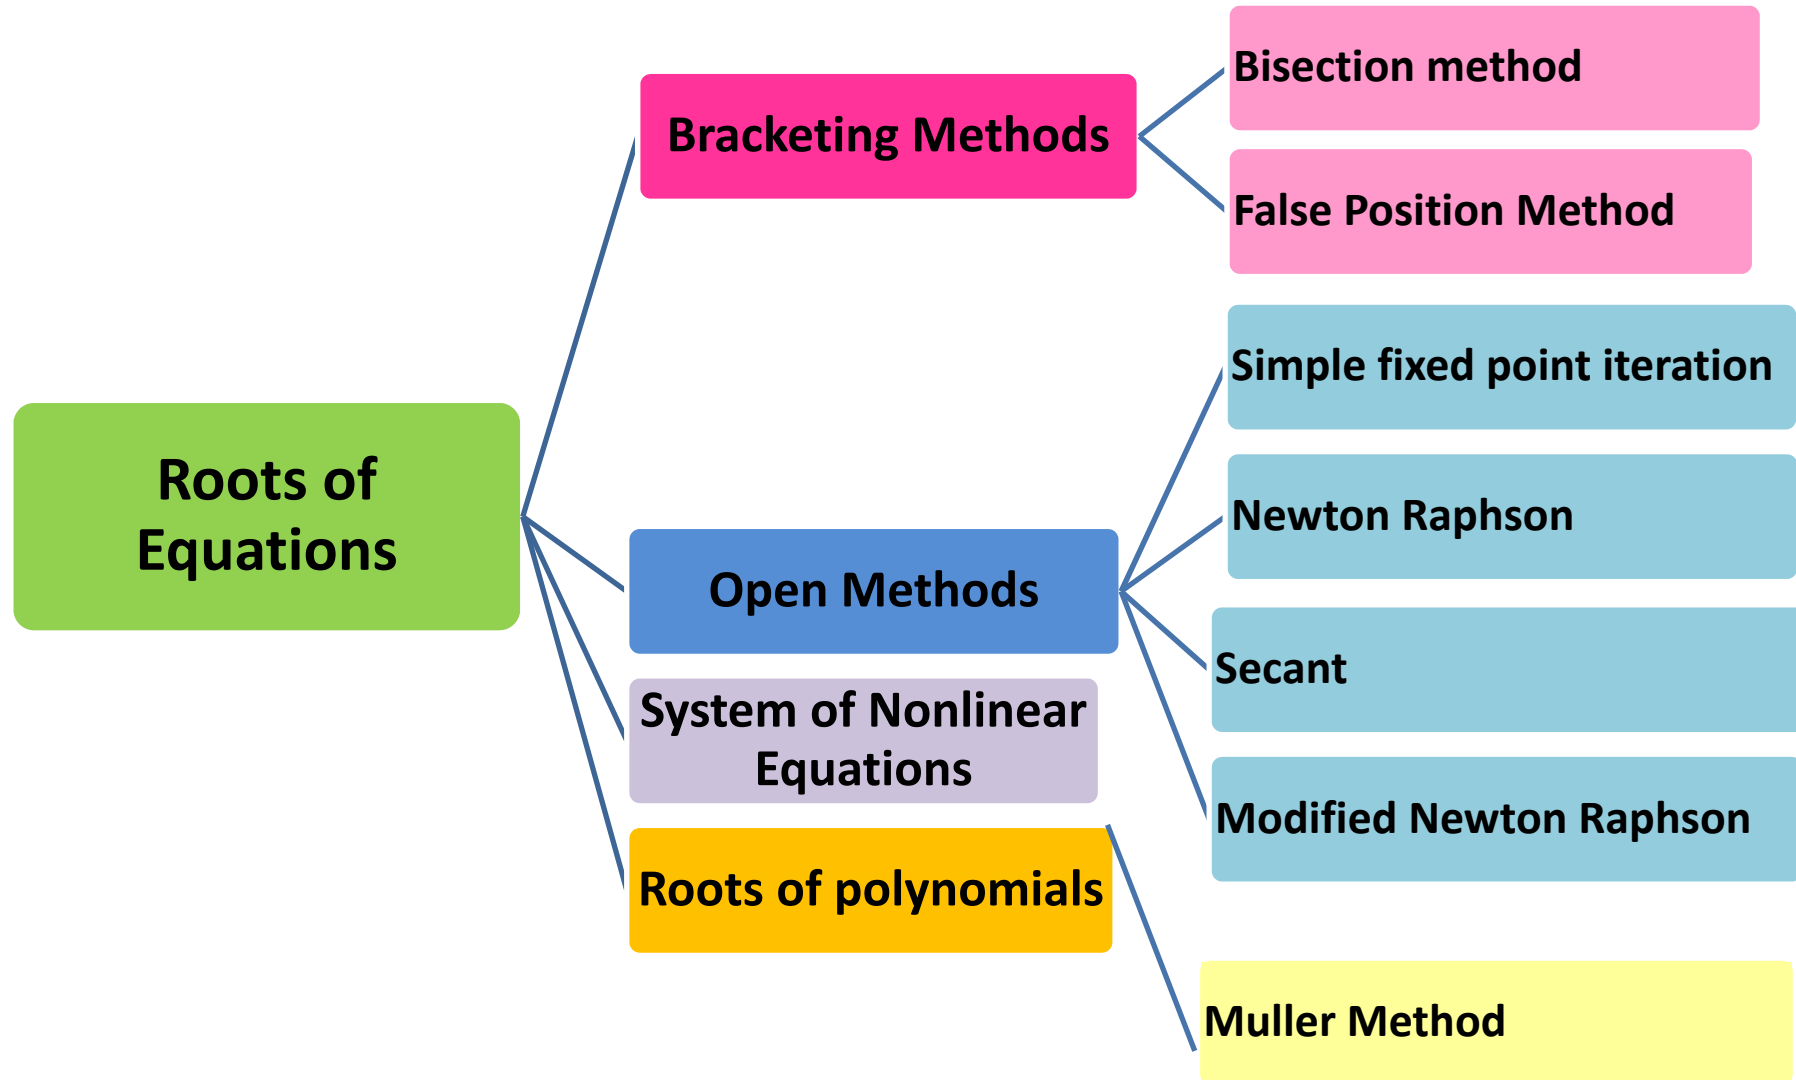 Roots of
Equations
Bracketing Methods
Bisection method
False Position Method
Open Methods
Simple fixed point iteration
Newton Raphson
Secant
Modified Newton Raphson
System of Nonlinear
Equations
Roots of polynomials
Muller Method